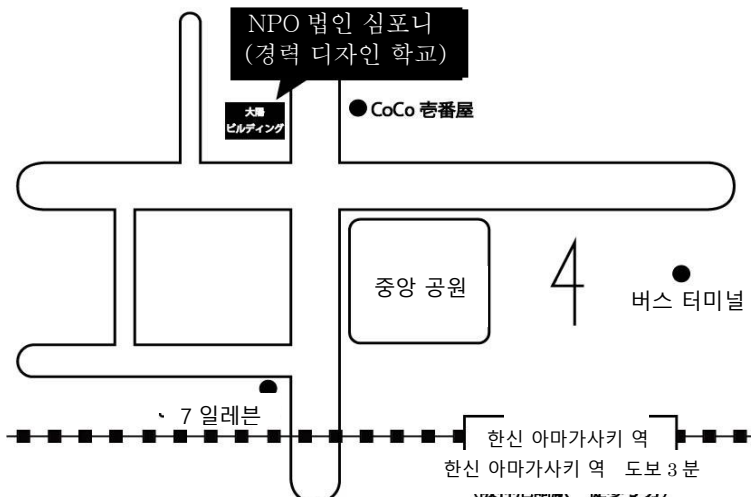 NPO 법인 심포니
(경력 디자인 학교)
大陽
ビルディング
CoCo 壱番屋
중앙 공원
버스 터미널
7 일레븐
한신 아마가사키 역
한신 아마가사키 역 도보 3 분